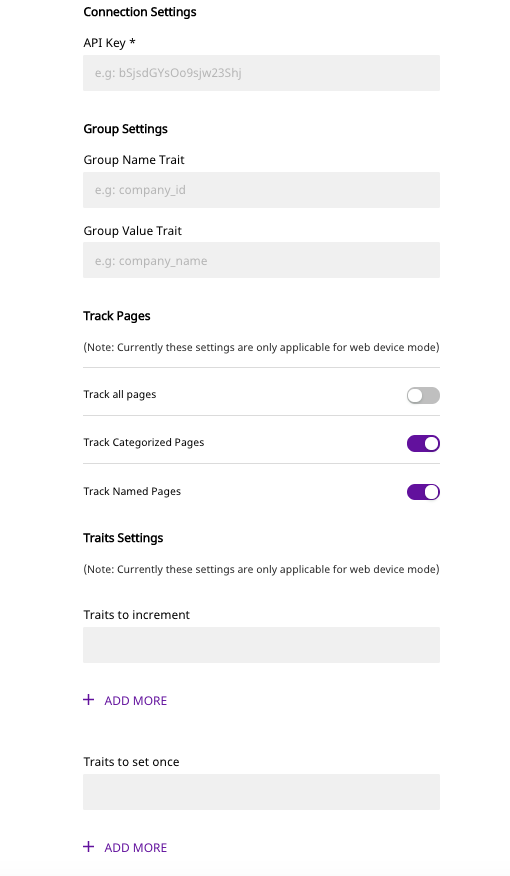 Connection Settings
API Key *
e.g: bSjsdGYsOo9sjw23Shj
Group Settings
Group Name Trait
e.g: company_id
Group Value Trait
e.g: company_name
Track Pages
(Note: Currently these settings are only applicable for web device mode)
Track all pages
Track Categorized Pages
Track Named Pages
Traits Settings
(Note: Currently these settings are only applicable for web device mode)
Traits to increment
+ ADD MORE
Traits to set once
+ ADD MORE